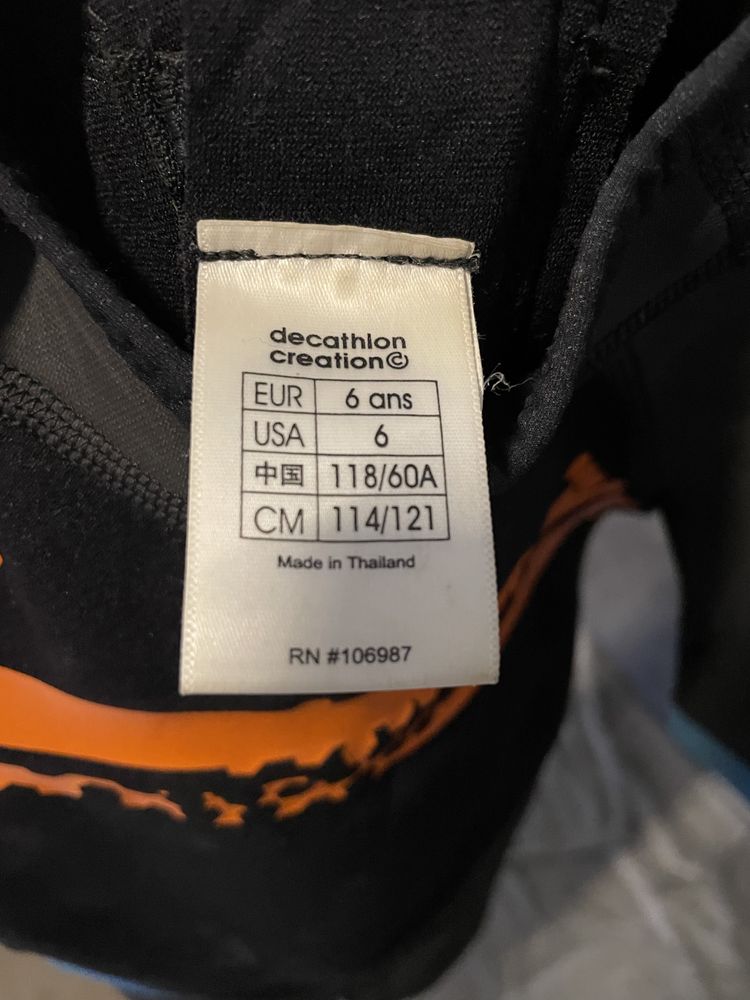 decathlon
creation©
EUR 6 ans
USA 6
中国 118/60A
CM 114/121
Made in Thailand
RN #106987